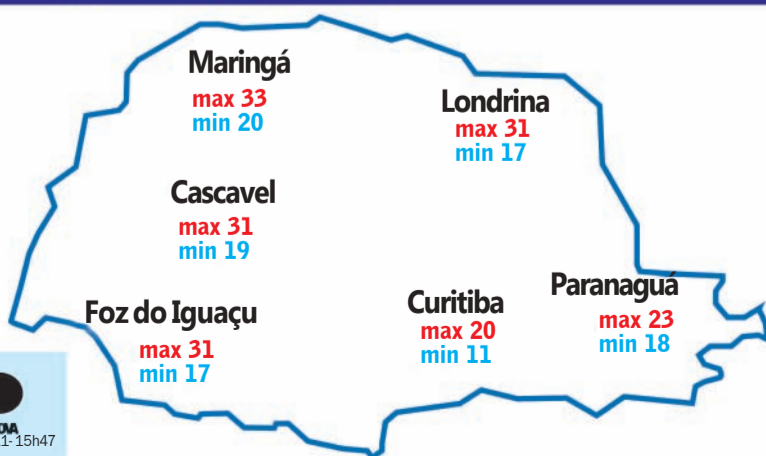 Maringá
max 33
min 20
Londrina
max 31
min 17
Cascavel
max 31
min 19
Foz do Iguaçu
max 31
min 17
Curitiba
max 20
min 11
Paranaguá
max 23
min 18
15h47